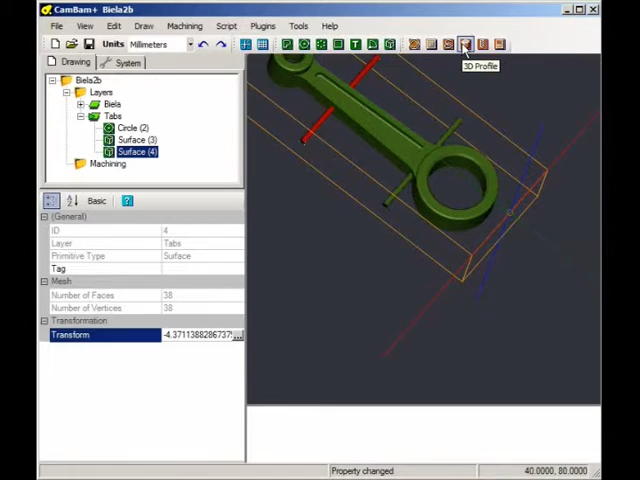 CamBam+ Biela2b
File View Edit Draw Machining Script Plugins Tools Help
Units Millimeters T
3D Profile
Drawing System
Biela2b
Layers
Biela
Tabs
Circle (2)
Surface (3)
Surface (4)
Machining
Basic ?
(General)
ID 4
Layer Tabs
Primitive Type Surface
Tag
Mesh
Number of Faces 38
Number of Vertices 38
Transformation
Transform ...
Property changed 40.0000, 80.0000